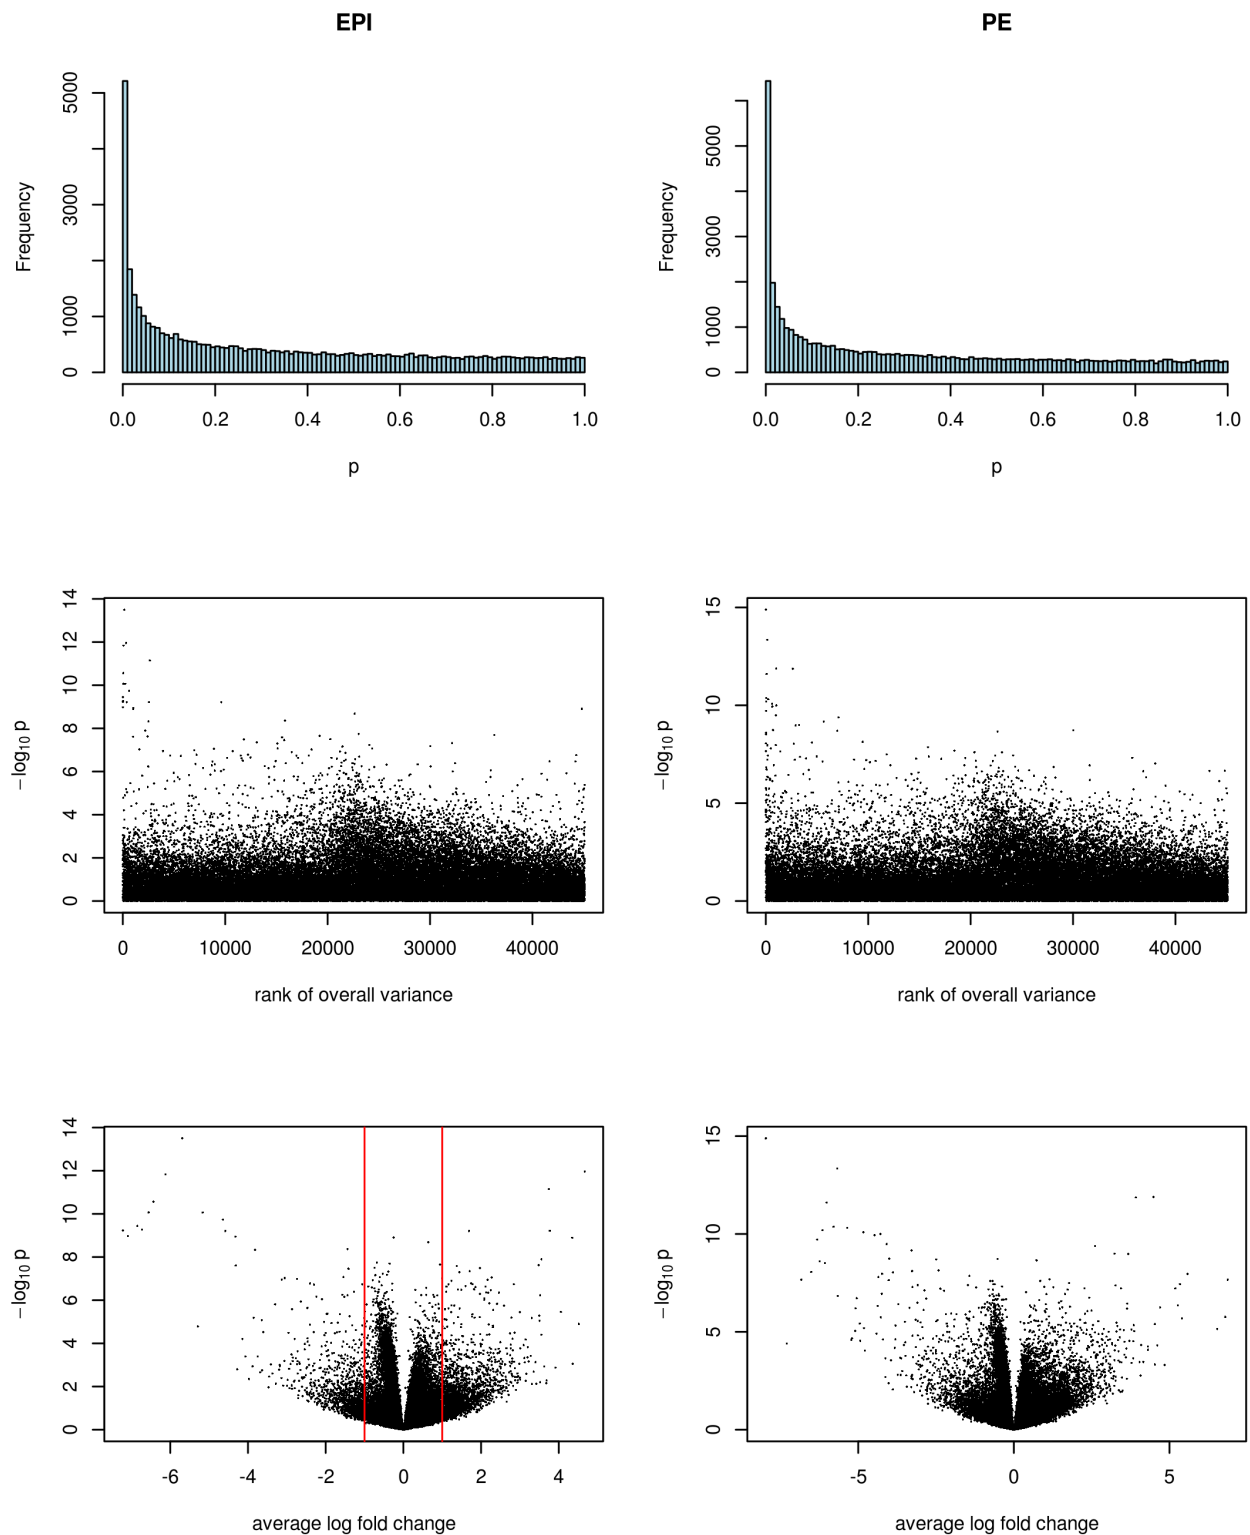 EPI
PE
5000
3000
1000
0
Frequency
0.0 0.2 0.4 0.6 0.8 1.0
p
5000
3000
1000
0
Frequency
0.0 0.2 0.4 0.6 0.8 1.0
p
14
12
10
8
6
4
2
0
−log10 p
0 10000 20000 30000 40000
rank of overall variance
15
10
5
0
−log10 p
0 10000 20000 30000 40000
rank of overall variance
14
12
10
8
6
4
2
0
−log10 p
-6 -4 -2 0 2 4
average log fold change
15
10
5
0
−log10 p
-5 0 5
average log fold change